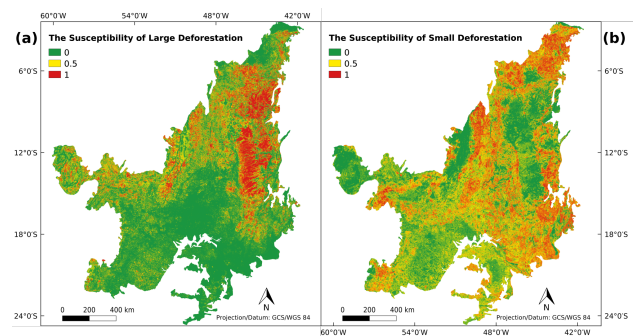 60°0'W 54°0'W 48°0'W 42°0'W
(a) The Susceptibility of Large Deforestation
0
0.5
1
6°0'S
12°0'S
18°0'S
24°0'S
0 200 400 km
Projection/Datum: GCS/WGS 84
The Susceptibility of Small Deforestation (b)
0
0.5
1
6°0'S
12°0'S
18°0'S
24°0'S
0 200 400 km
Projection/Datum: GCS/WGS 84
60°0'W 54°0'W 48°0'W 42°0'W